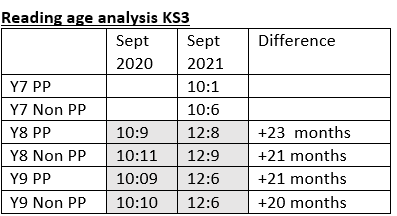 Reading age analysis KS3
Sept 2020 Sept 2021 Difference
Y7 PP 10:1
Y7 Non PP 10:6
Y8 PP 10:9 12:8 +23 months
Y8 Non PP 10:11 12:9 +21 months
Y9 PP 10:09 12:6 +21 months
Y9 Non PP 10:10 12:6 +20 months